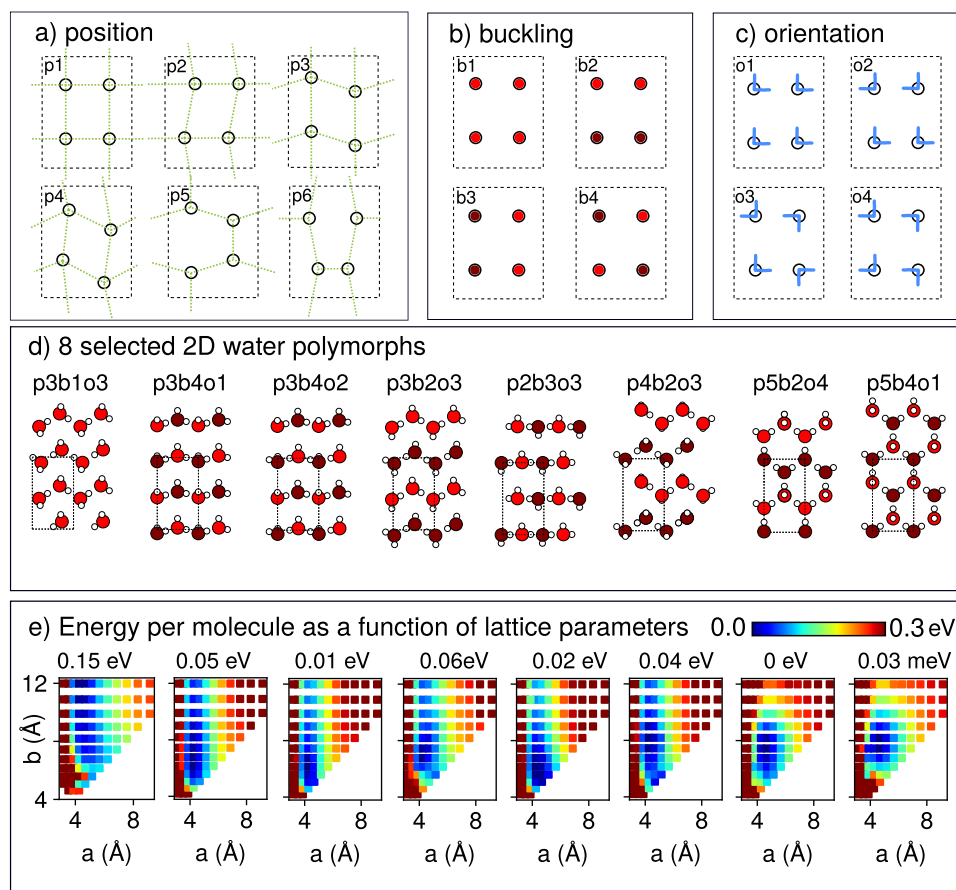 a) position
p1 p2 p3
p4 p5 p6
b) buckling
b1 b2
b3 b4
c) orientation
o1 o2
o3 o4
d) 8 selected 2D water polymorphs
p3b1o3 p3b4o1 p3b4o2 p3b2o3 p2b3o3 p4b2o3 p5b2o4 p5b4o1
e) Energy per molecule as a function of lattice parameters 0.0 0.3 eV
0.15 eV 0.05 eV 0.01 eV 0.06eV 0.02 eV 0.04 eV 0 eV 0.03 meV
12
b (Å)
4
4 8 4 8 4 8 4 8 4 8 4 8 4 8 4 8
a (Å) a (Å) a (Å) a (Å) a (Å) a (Å) a (Å) a (Å)